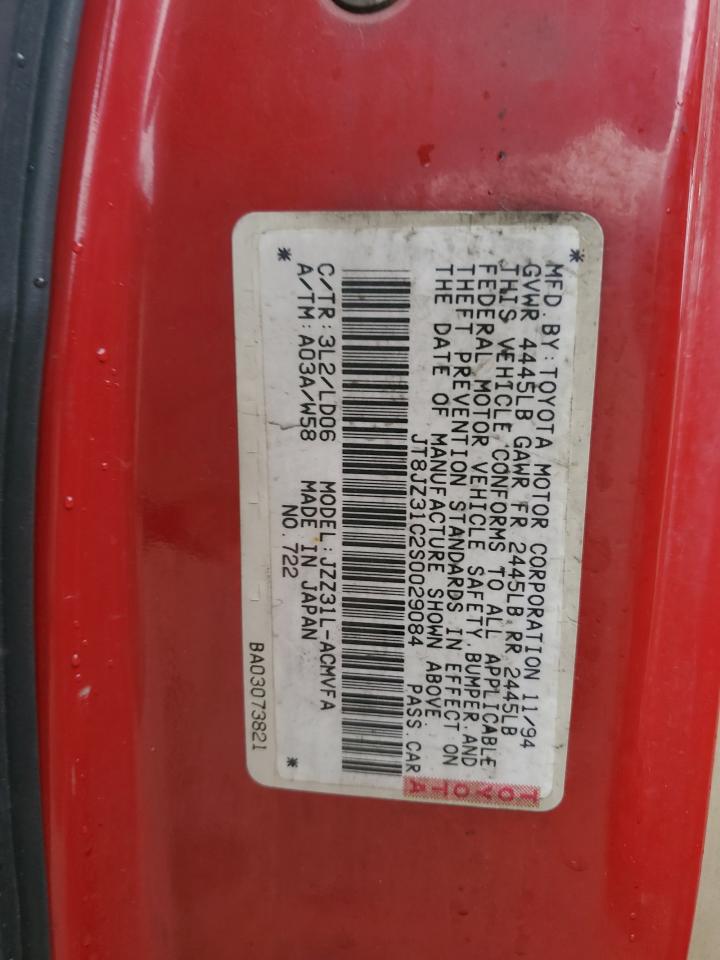 MFD.BY:TOYOTA MOTOR CORPORATION 11/94
GVWR 4445LB GAWR FR 2445LB RR 2445LB
THIS VEHICLE CONFORMS TO ALL APPLICABLE
FEDERAL MOTOR VEHICLE SAFETY,BUMPER,AND
THEFT PREVENTION STANDARDS IN EFFECT ON
THE DATE OF MANUFACTURE SHOWN ABOVE.
TOYOTA
JT8JZ31C2S0029084 PASS.CAR
C/TR:3L2/LD06 MODEL:JZZ31L-ACMVFA
A/TM:A03A/W58 MADE IN JAPAN
* NO.722 *
BA03073821